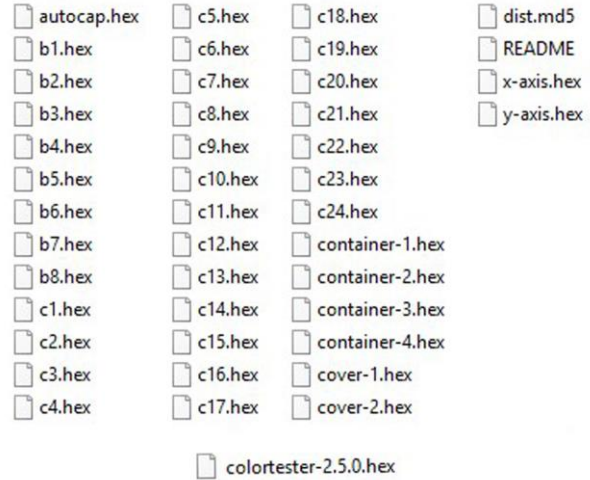 autocap.hex
b1.hex
b2.hex
b3.hex
b4.hex
b5.hex
b6.hex
b7.hex
b8.hex
c1.hex
c2.hex
c3.hex
c4.hex
c5.hex
c6.hex
c7.hex
c8.hex
c9.hex
c10.hex
c11.hex
c12.hex
c13.hex
c14.hex
c15.hex
c16.hex
c17.hex
c18.hex
c19.hex
c20.hex
c21.hex
c22.hex
c23.hex
c24.hex
container-1.hex
container-2.hex
container-3.hex
container-4.hex
cover-1.hex
cover-2.hex
dist.md5
README
x-axis.hex
y-axis.hex
colortester-2.5.0.hex